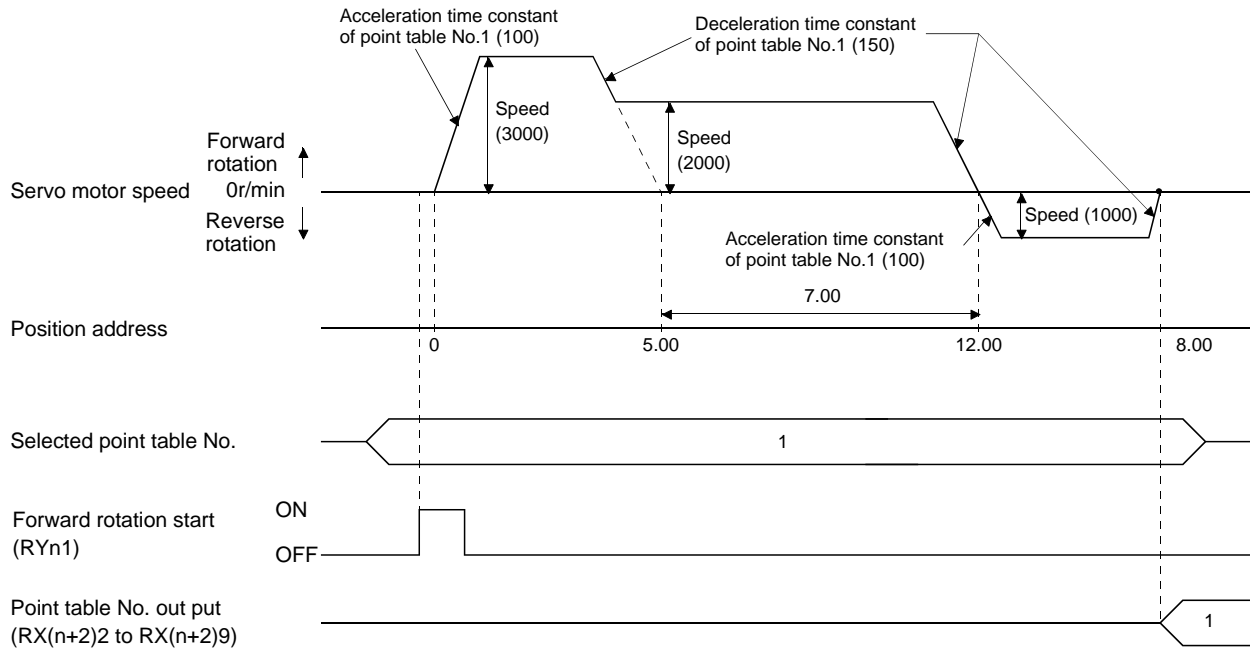 Acceleration time constant
of point table No.1 (100)
Deceleration time constant
of point table No.1 (150)
Speed
(3000)
Speed
(2000)
Forward
rotation
Servo motor speed
0r/min
Reverse
rotation
Speed (1000)
Acceleration time constant
of point table No.1 (100)
7.00
Position address
0
5.00
12.00
8.00
Selected point table No.
1
Forward rotation start
(RYn1)
ON
OFF
Point table No. out put
(RX(n+2)2 to RX(n+2)9)
1